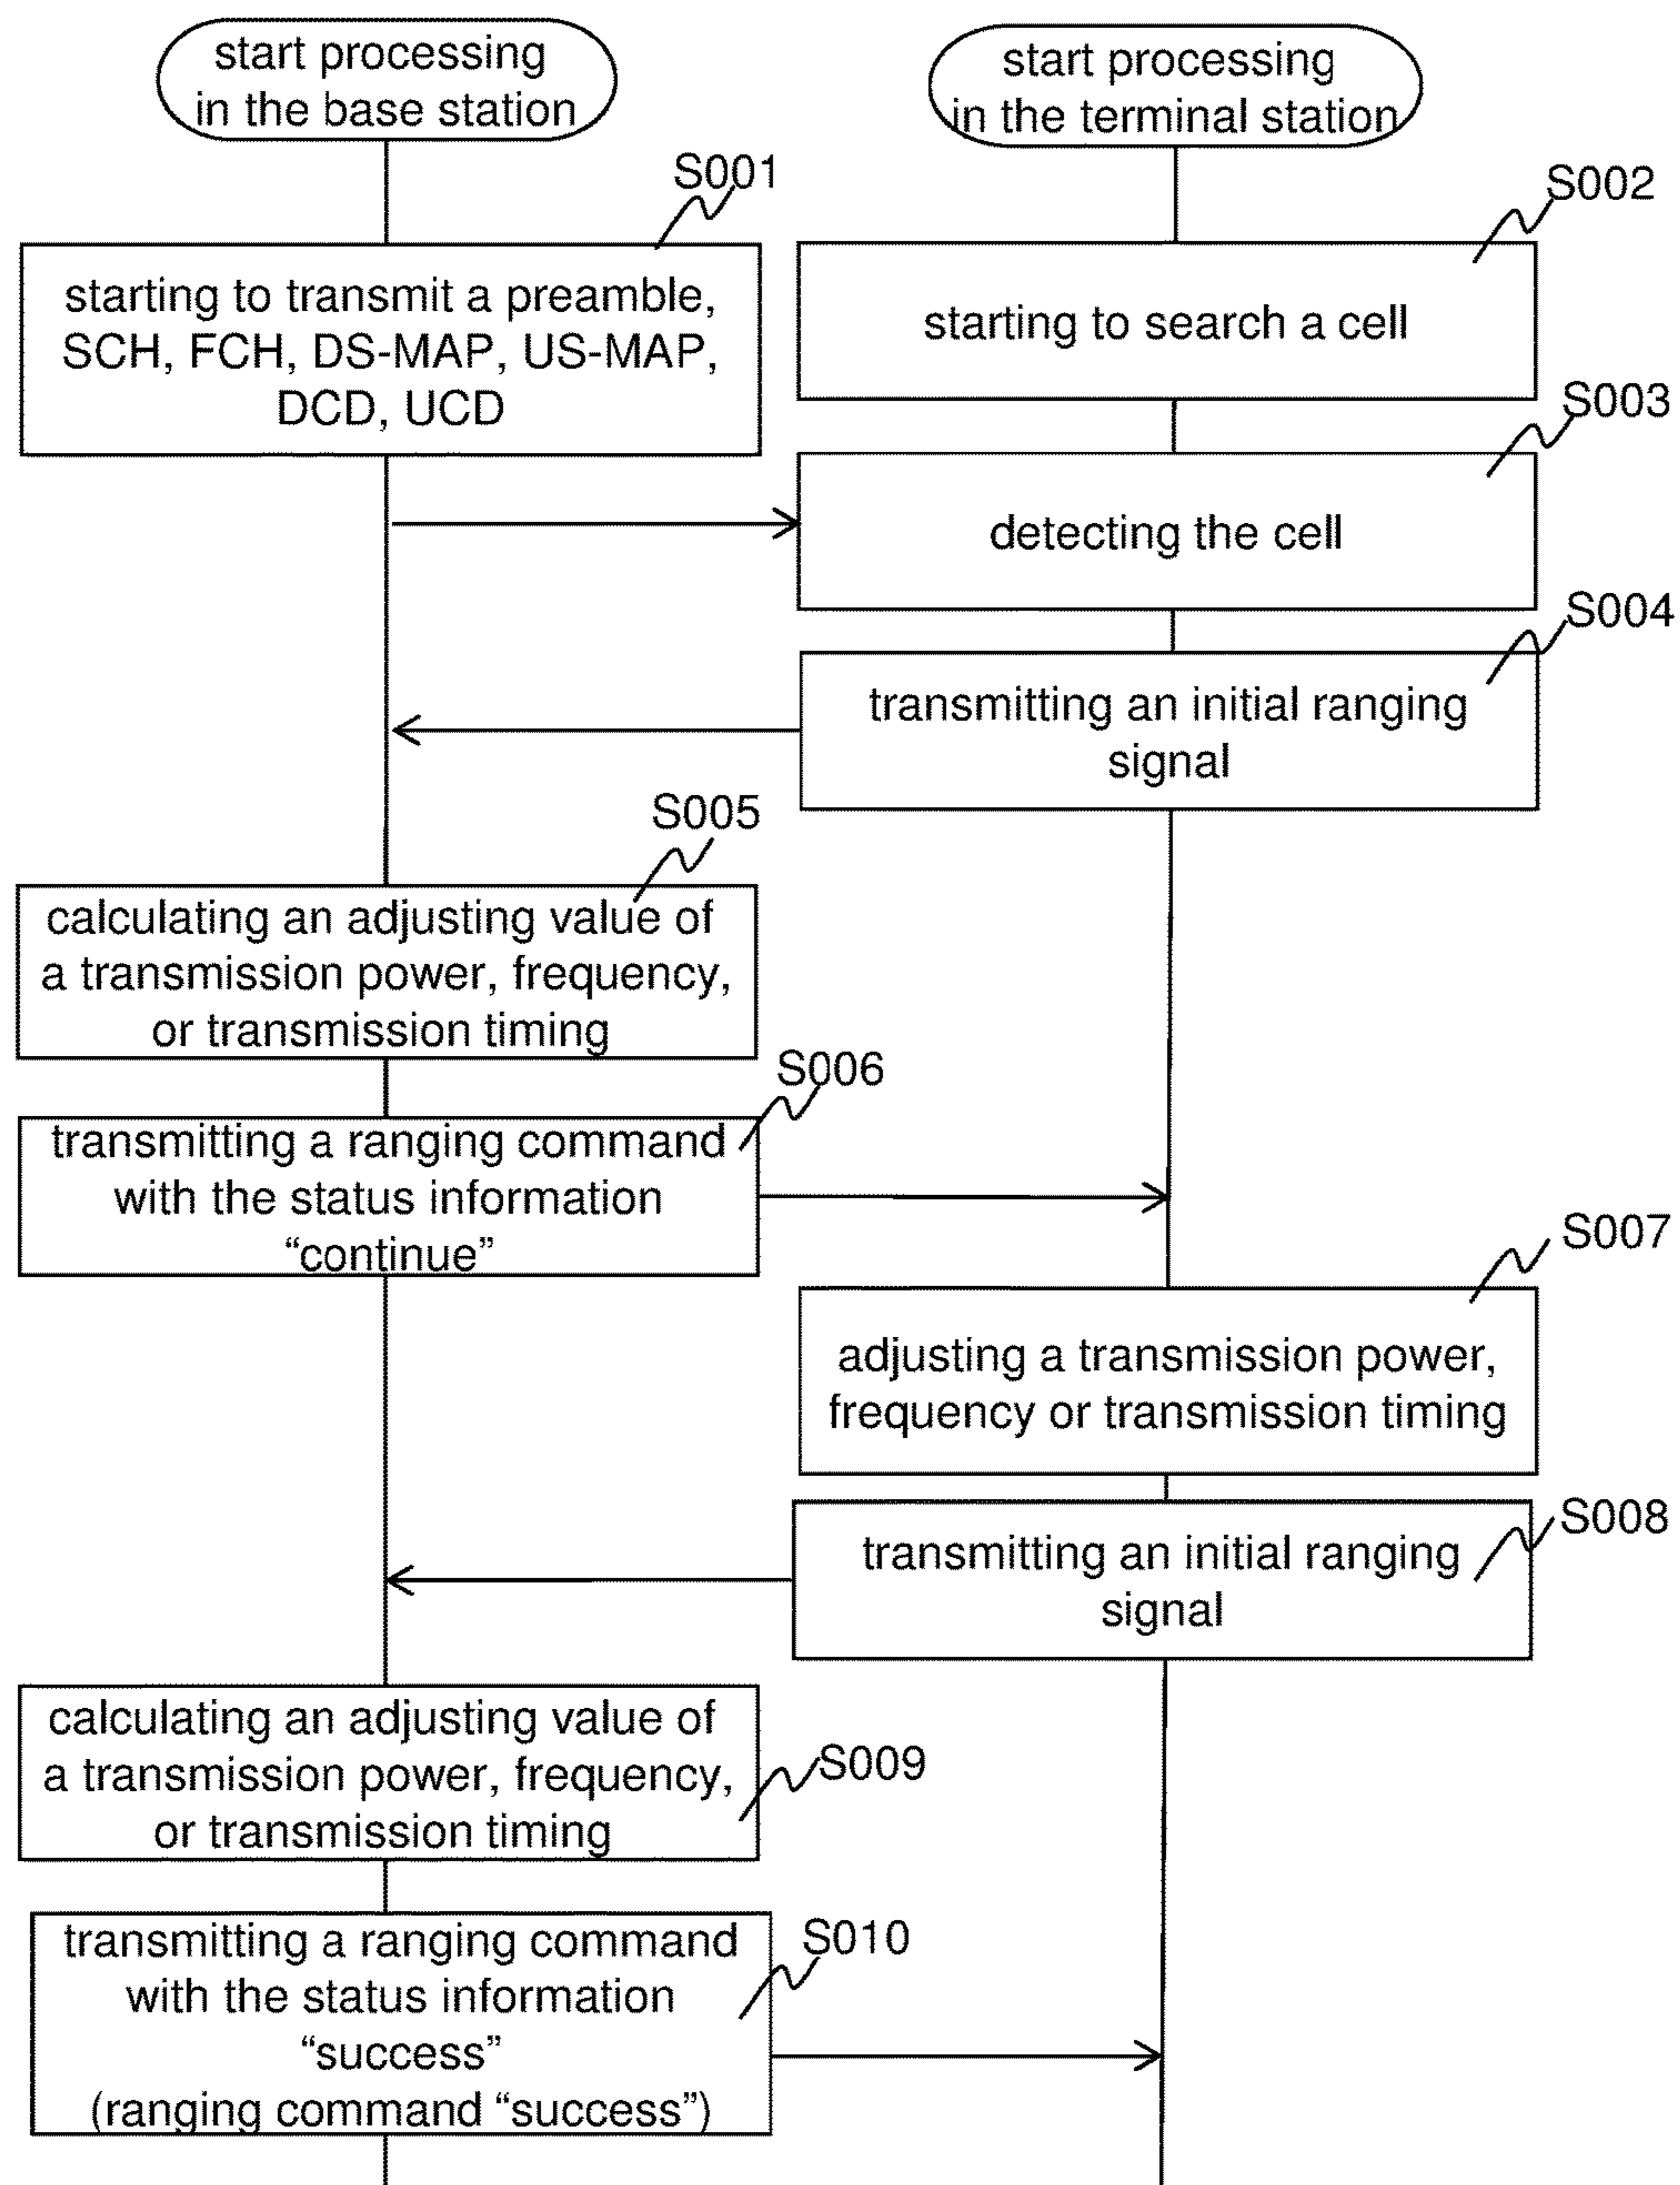 start processing
in the base station
start processing
in the terminal station
S001
S002
starting to transmit a preamble,
SCH, FCH, DS-MAP, US-MAP,
DCD, UCD
starting to search a cell
S003
detecting the cell
S004
transmitting an initial ranging
signal
S005
calculating an adjusting value of
a transmission power, frequency,
or transmission timing
S006
transmitting a ranging command
with the status information
“continue”
S007
adjusting a transmission power,
frequency or transmission timing
S008
transmitting an initial ranging
signal
calculating an adjusting value of
a transmission power, frequency,
or transmission timing
S009
transmitting a ranging command
with the status information
“success”
(ranging command “success”)
S010